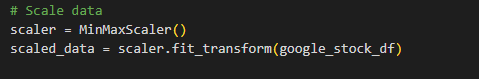 # Scale data
scaler = MinMaxScaler()
scaled_data = scaler.fit_transform(google_stock_df)